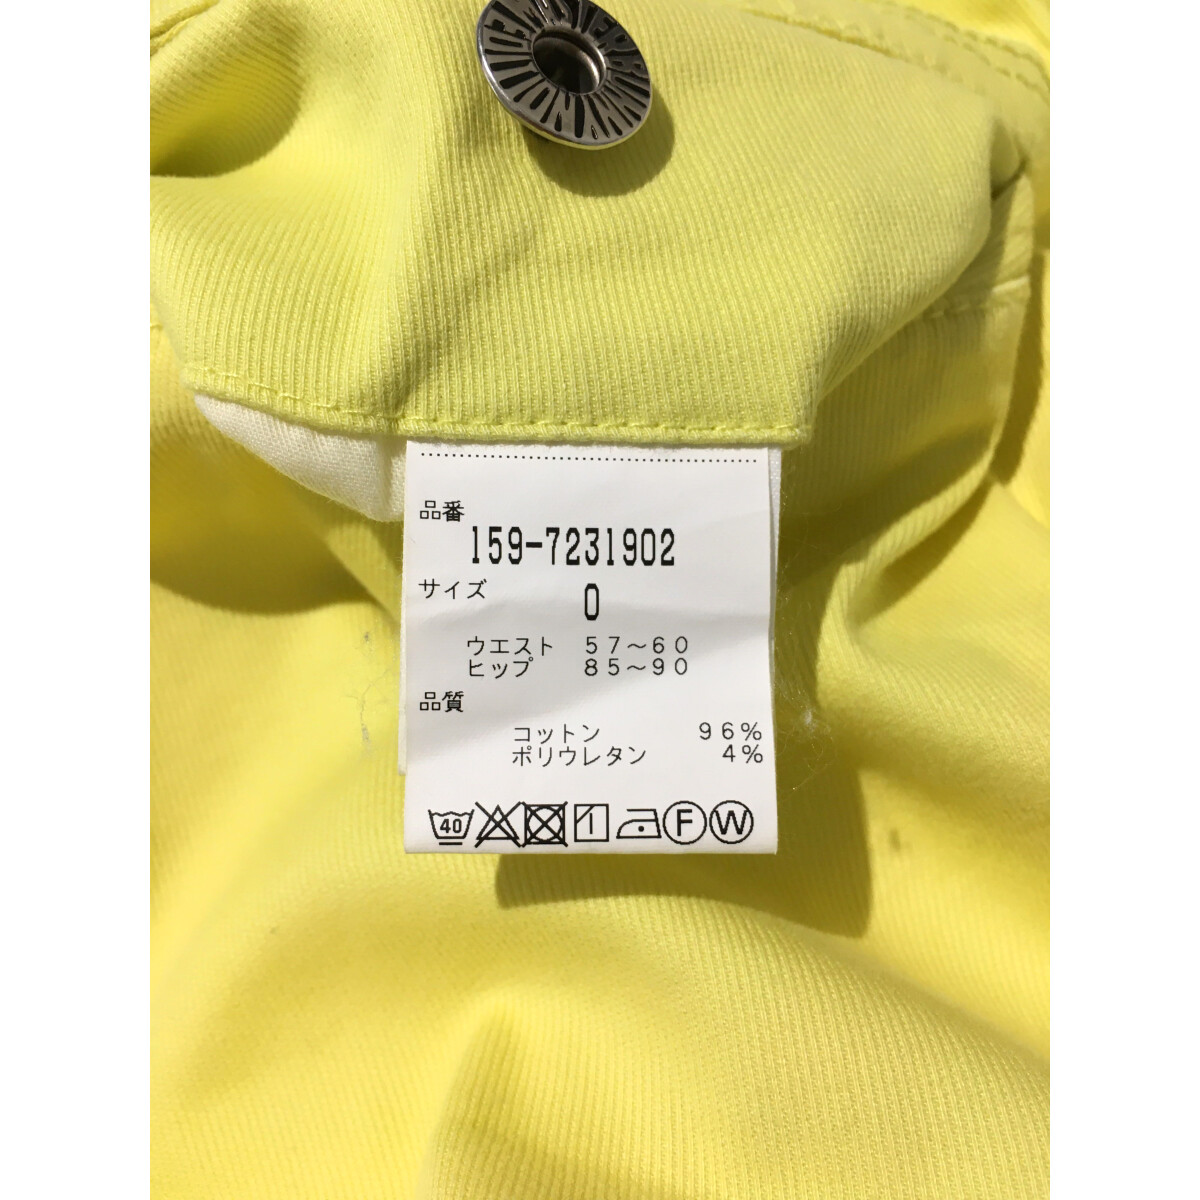 品番
159-7231902
サイズ
0
ウエスト 57～60
ヒップ 85～90
品質
コットン 96%
ポリウレタン 4%
40 F W